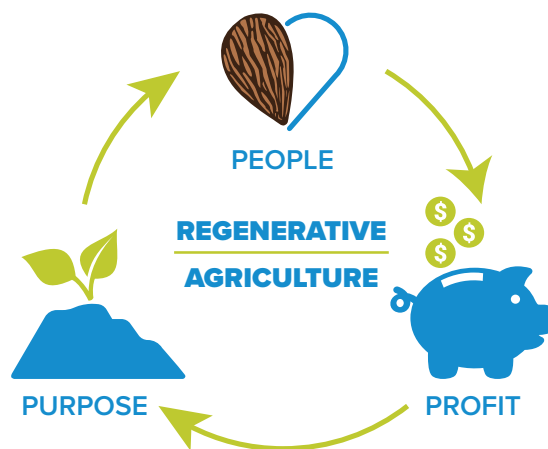 PEOPLE
REGENERATIVE
AGRICULTURE
$
$
$
PURPOSE
PROFIT